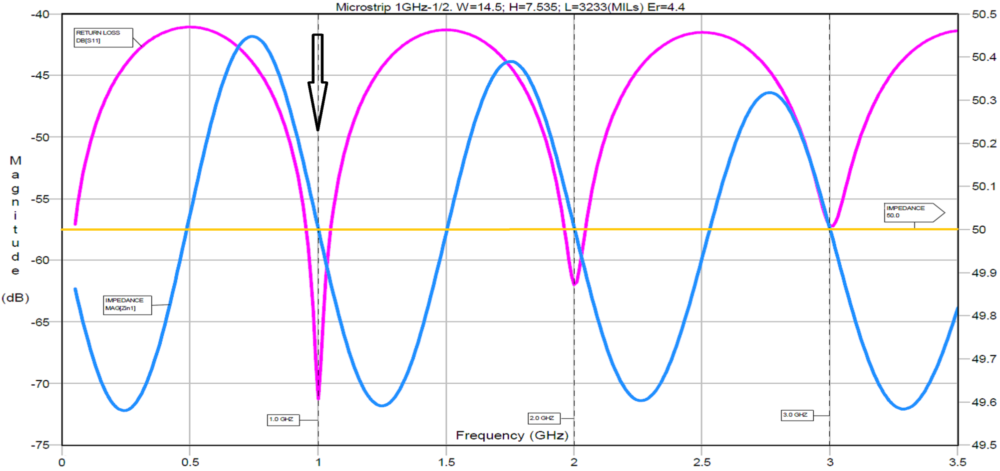 Microstrip 1GHz-1/2. W=14.5; H=7.535; L=3233(MILs) Er=4.4
-40
-45
-50
-55
-60
-65
-70
-75
Magnitude
(dB)
RETURN LOSS
DB[S11]
IMPEDANCE
MAG[Zin1]
IMPEDANCE
50.0
1.0 GHZ
2.0 GHZ
3.0 GHZ
50.5
50.4
50.3
50.2
50.1
50
49.9
49.8
49.7
49.6
49.5
Frequency (GHz)
0 0.5 1 1.5 2 2.5 3 3.5